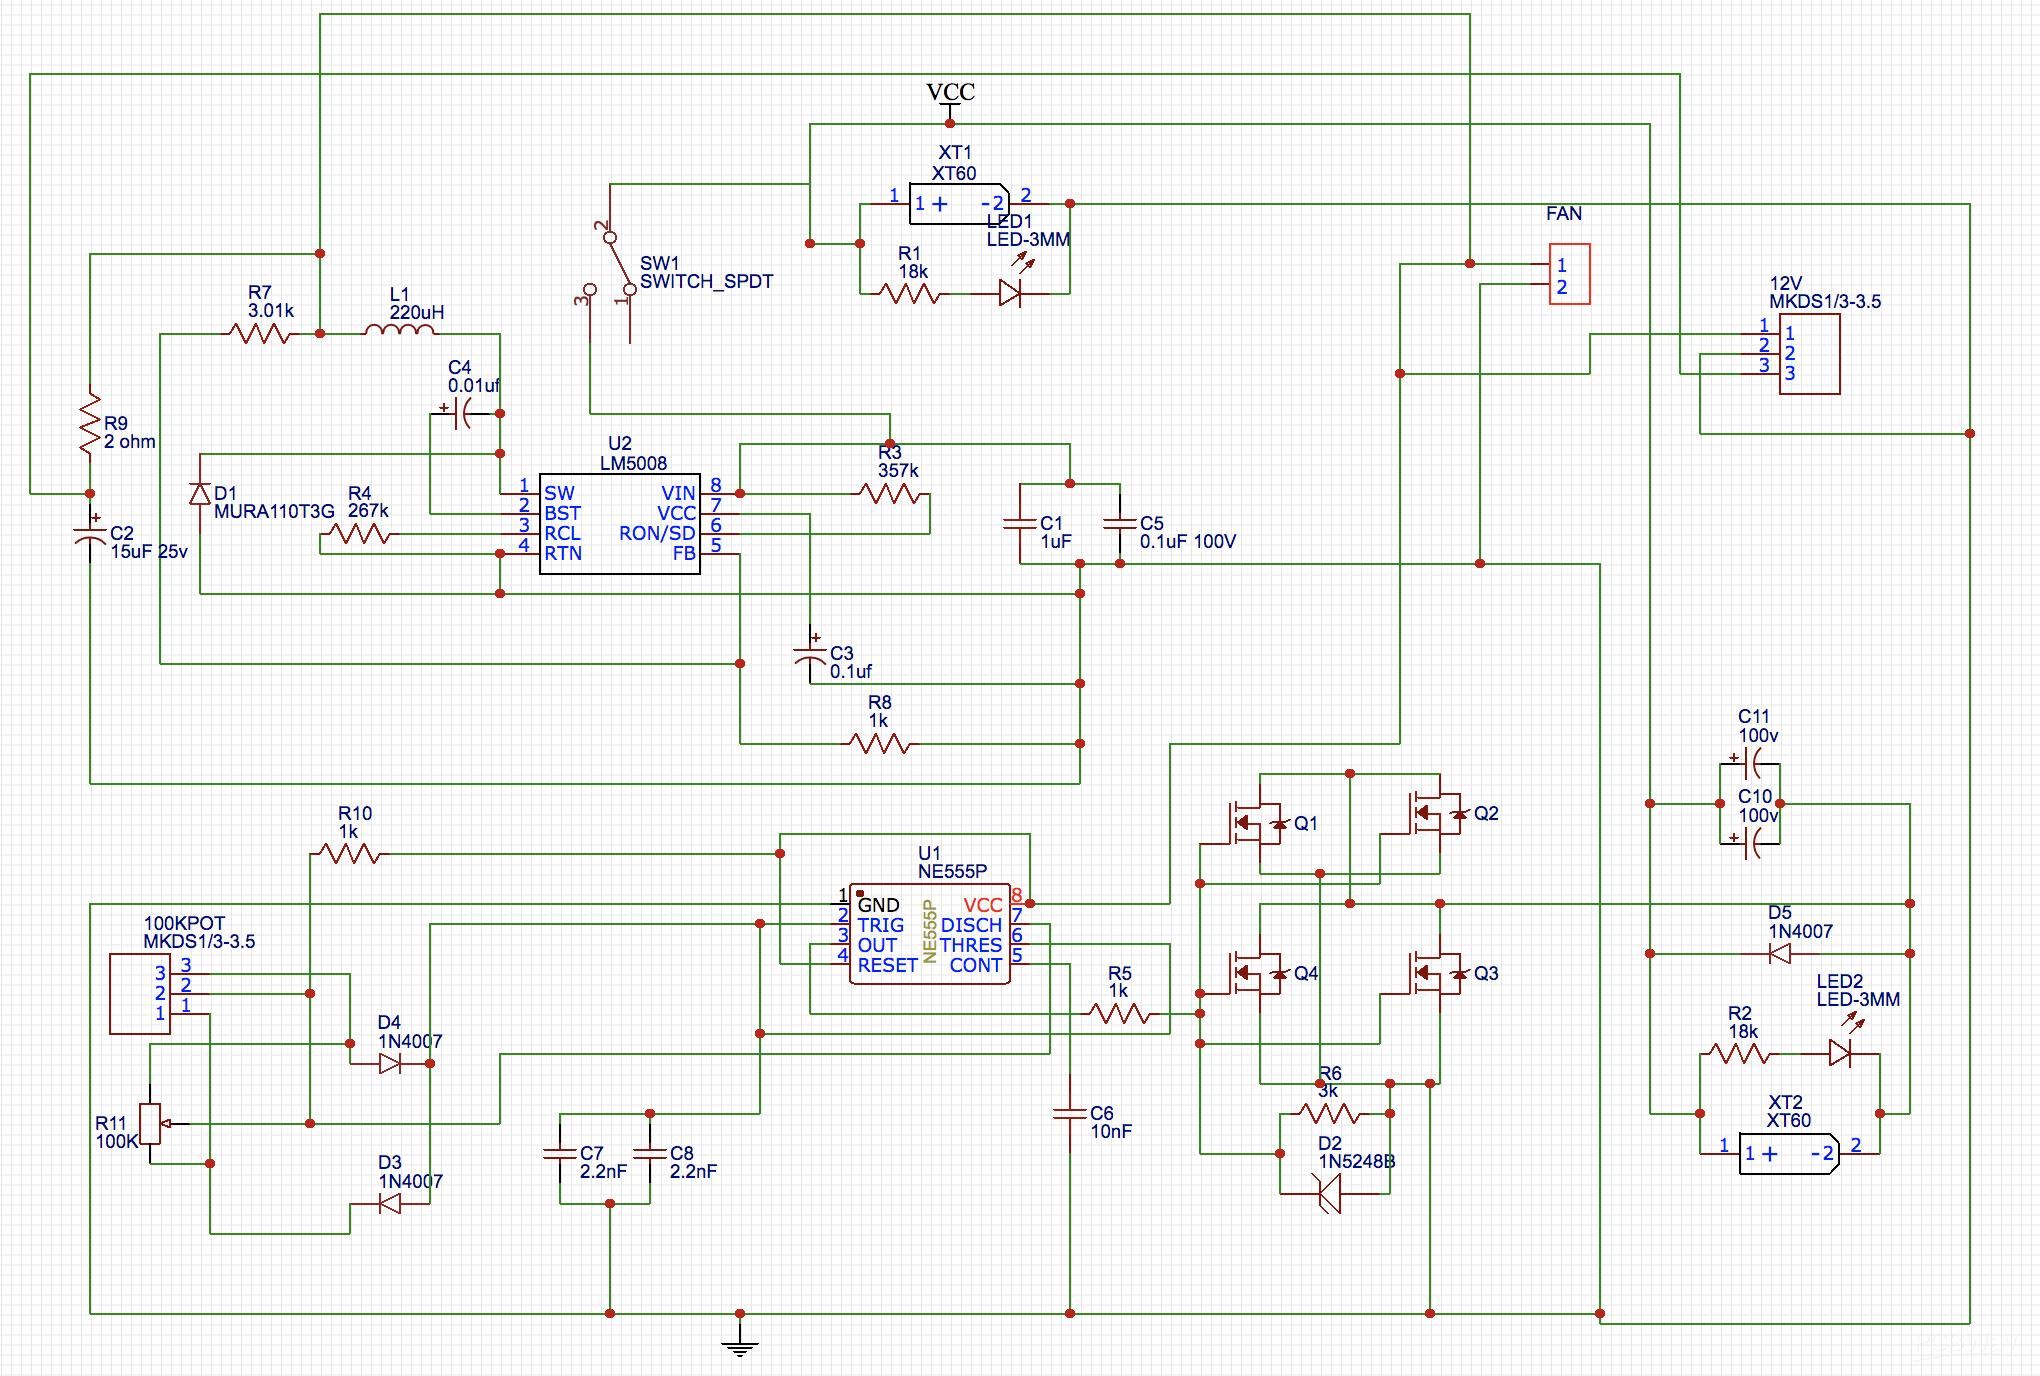 VCC
XT1
XT60
1
1 +
-2
2
LED1
LED-3MM
R1
18k
2
SW1
SWITCH_SPDT
3
1
FAN
1
2
12V
MKDS1/3-3.5
1
1
2
2
3
3
R7
3.01k
L1
220uH
C4
0.01uf
+
R9
2 ohm
U2
LM5008
D1
MURA110T3G
R4
267k
1
SW
VIN
8
2
BST
VCC
7
3
RCL
RON/SD
6
4
RTN
FB
5
R3
357k
C1
1uF
C5
0.1uF 100V
+
C2
15uF 25v
+
C3
0.1uf
R8
1k
C11
100v
+
C10
100v
+
R10
1k
Q1
Q2
U1
NE555P
1
GND
VCC
8
2
TRIG
DISCH
7
3
OUT
THRES
6
4
RESET
CONT
5
NE555P
100KPOT
MKDS1/3-3.5
3
3
2
2
1
1
D5
1N4007
Q4
Q3
R5
1k
LED2
LED-3MM
R2
18k
D4
1N4007
R11
100K
R6
3k
C6
10nF
XT2
XT60
1
1 +
-2
2
D2
1N5248B
D3
1N4007
C7
2.2nF
C8
2.2nF